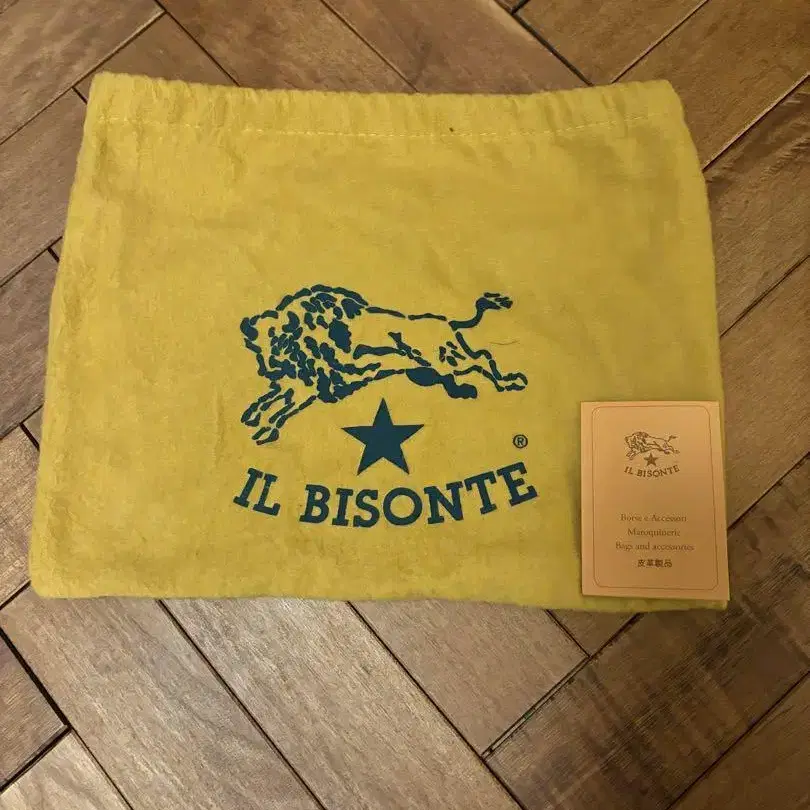 ®
IL BISONTE
IL BISONTE
Borse e Accessori
Maroquinerie
Bags and accessories
皮革製品